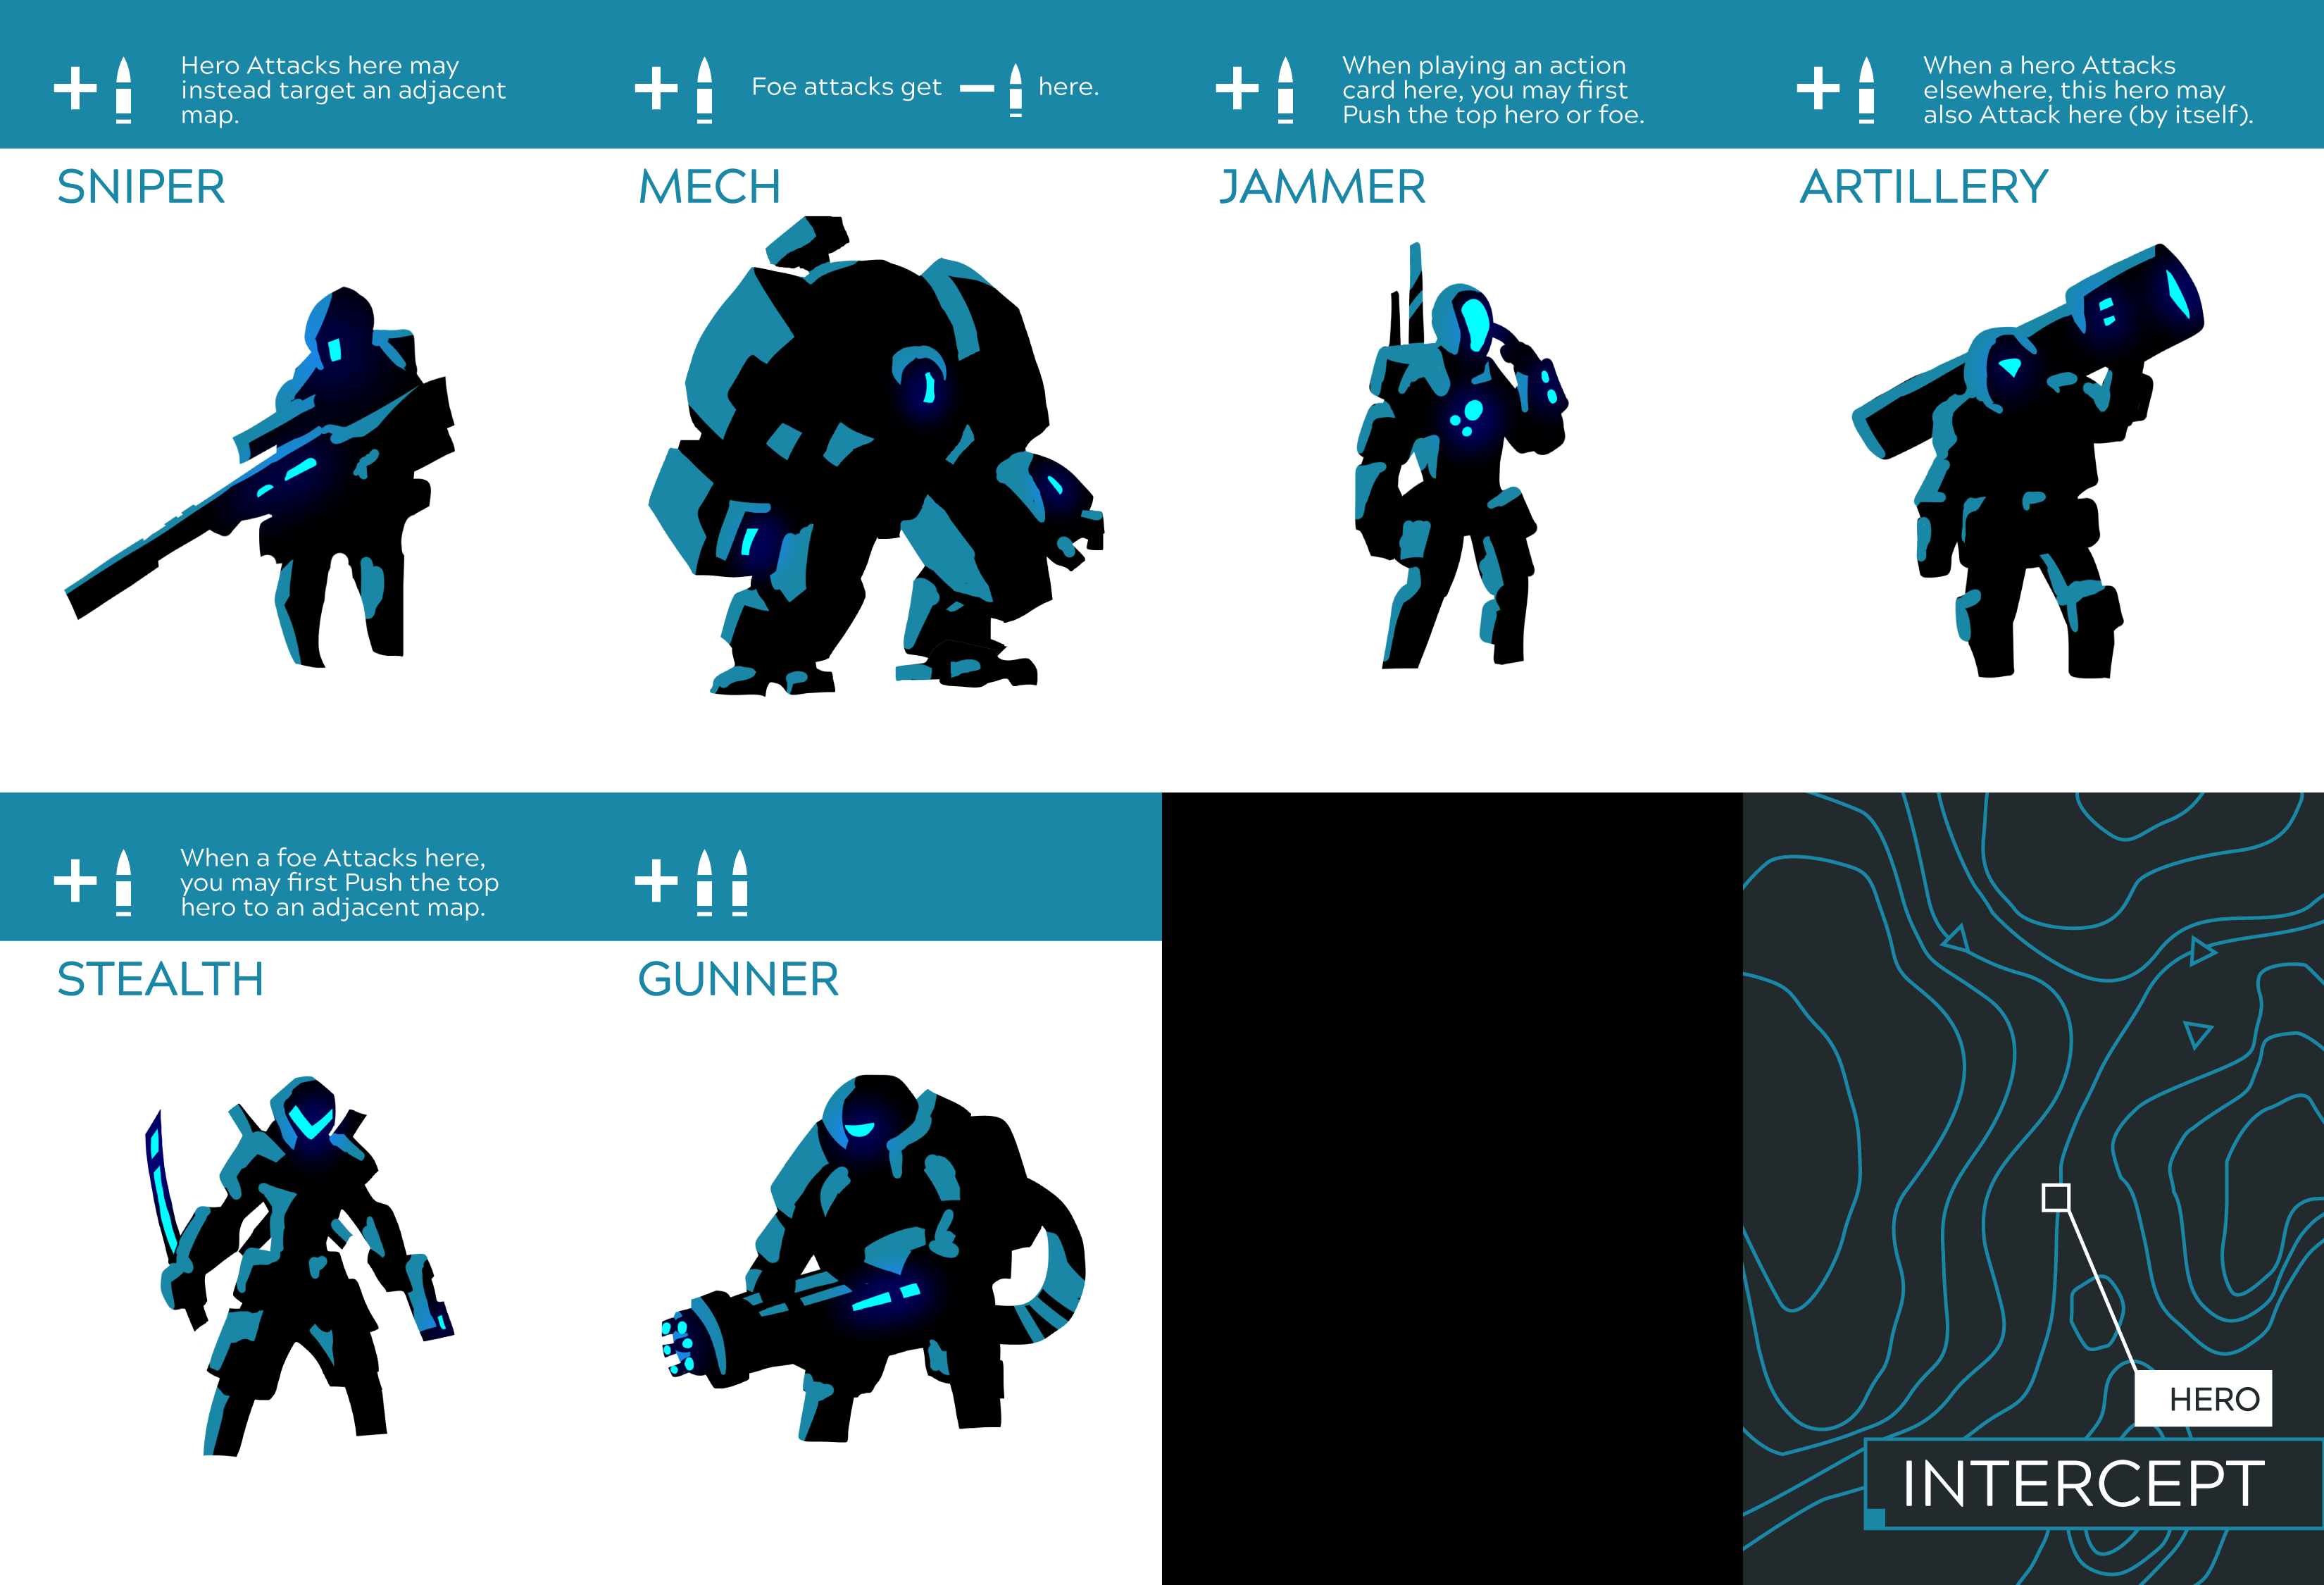 Hero Attacks here may
instead target an adjacent
map.
SNIPER
Foe attacks get
here.
MECH
When playing an action
card here, you may first
Push the top hero or foe.
JAMMER
When a hero Attacks
elsewhere, this hero may
also Attack here (by itself).
ARTILLERY
When a foe Attacks here,
you may first Push the top
hero to an adjacent map.
STEALTH
GUNNER
HERO
INTERCEPT